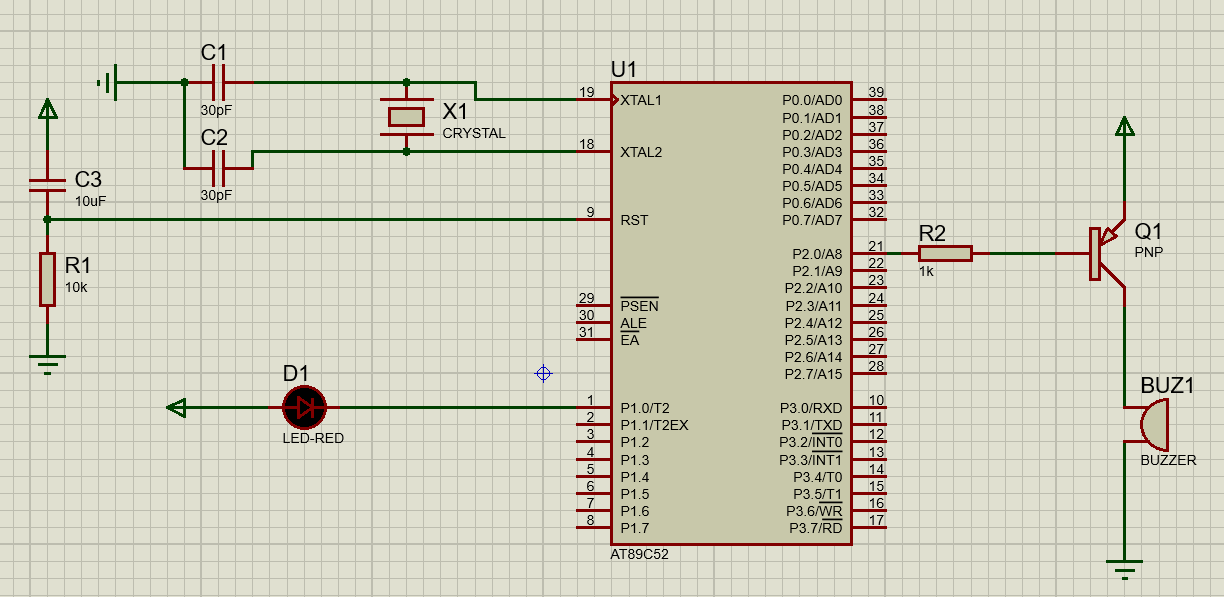 C1
30pF
C2
30pF
X1
CRYSTAL
C3
10uF
R1
10k
D1
LED-RED
U1
19 XTAL1
18 XTAL2
9 RST
29 PSEN
30 ALE
31 EA
1 P1.0/T2
2 P1.1/T2EX
3 P1.2
4 P1.3
5 P1.4
6 P1.5
7 P1.6
8 P1.7
P0.0/AD0 39
P0.1/AD1 38
P0.2/AD2 37
P0.3/AD3 36
P0.4/AD4 35
P0.5/AD5 34
P0.6/AD6 33
P0.7/AD7 32
P2.0/A8 21
P2.1/A9 22
P2.2/A10 23
P2.3/A11 24
P2.4/A12 25
P2.5/A13 26
P2.6/A14 27
P2.7/A15 28
P3.0/RXD 10
P3.1/TXD 11
P3.2/INT0 12
P3.3/INT1 13
P3.4/T0 14
P3.5/T1 15
P3.6/WR 16
P3.7/RD 17
AT89C52
R2
1k
Q1
PNP
BUZ1
BUZZER